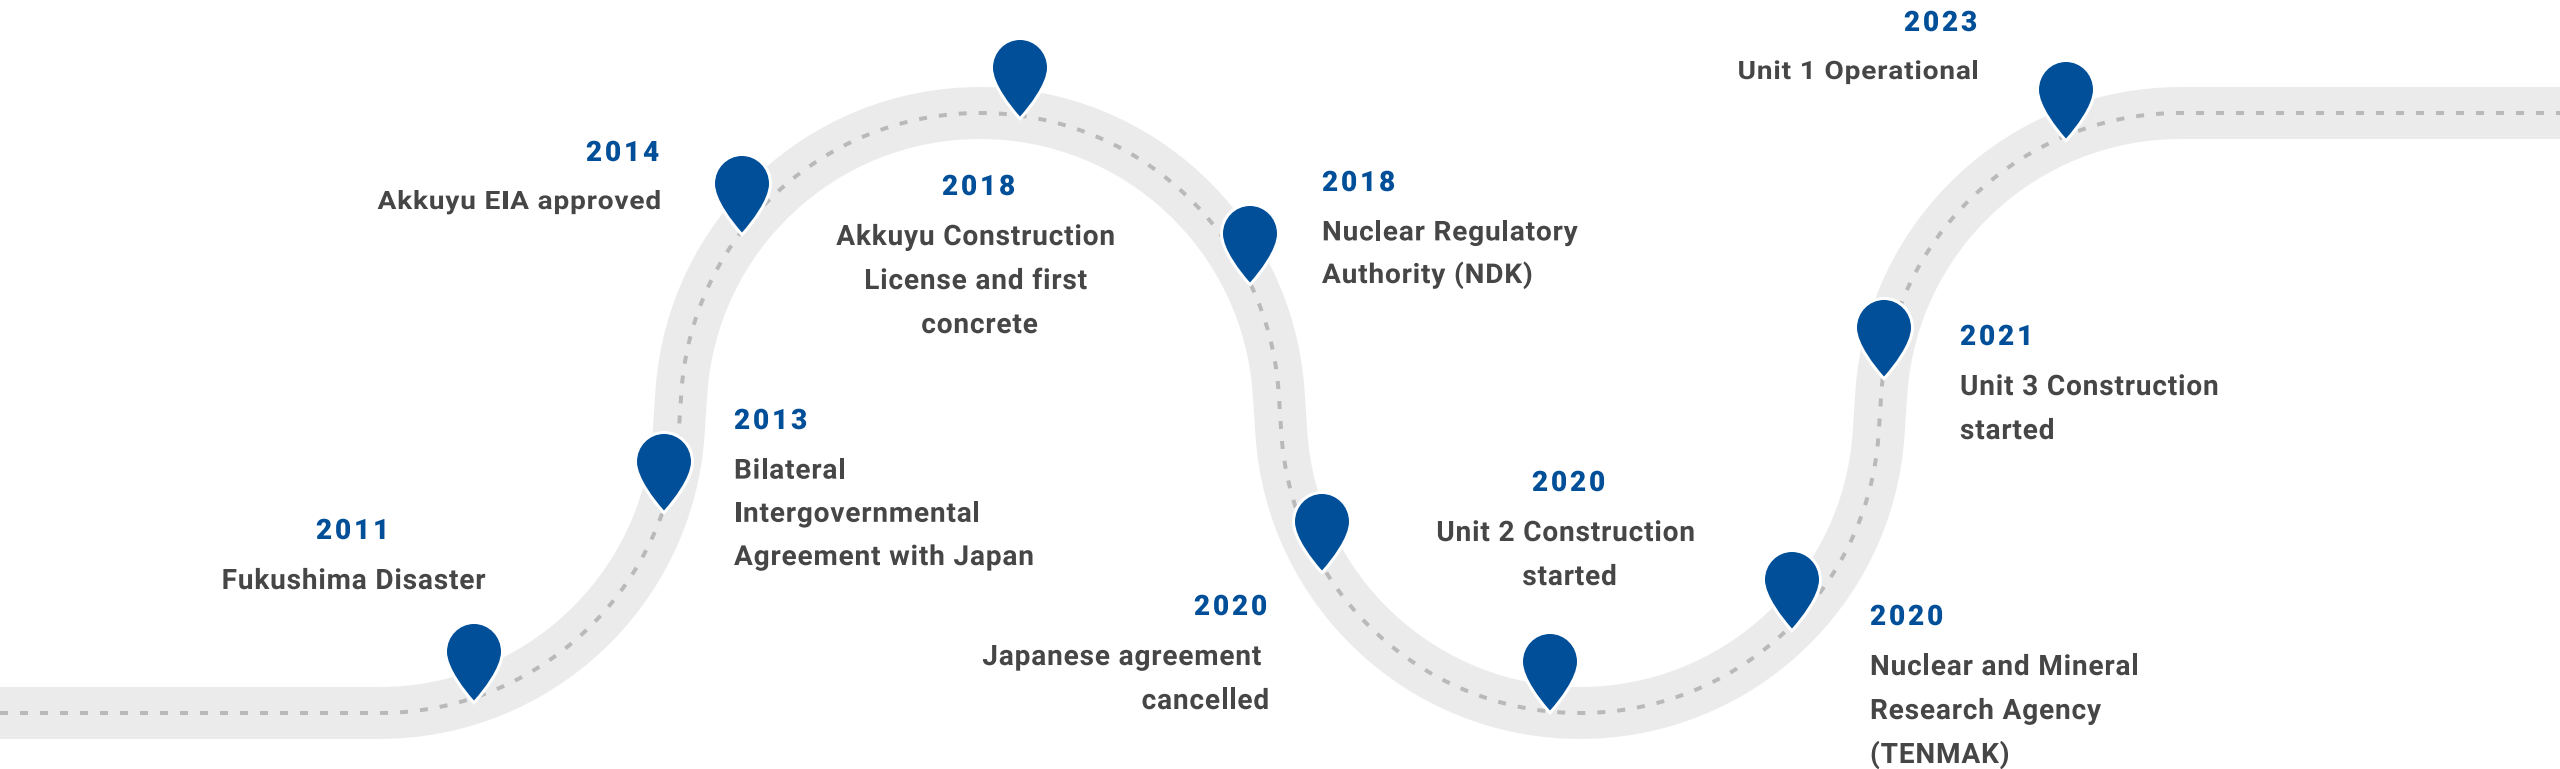 2011
Fukushima Disaster
2013
Bilateral
Intergovernmental
Agreement with Japan
2014
Akkuyu EIA approved
2018
Akkuyu Construction
License and first
concrete
2018
Nuclear Regulatory
Authority (NDK)
2020
Japanese agreement
cancelled
2020
Unit 2 Construction
started
2020
Nuclear and Mineral
Research Agency
(TENMAK)
2021
Unit 3 Construction
started
2023
Unit 1 Operational